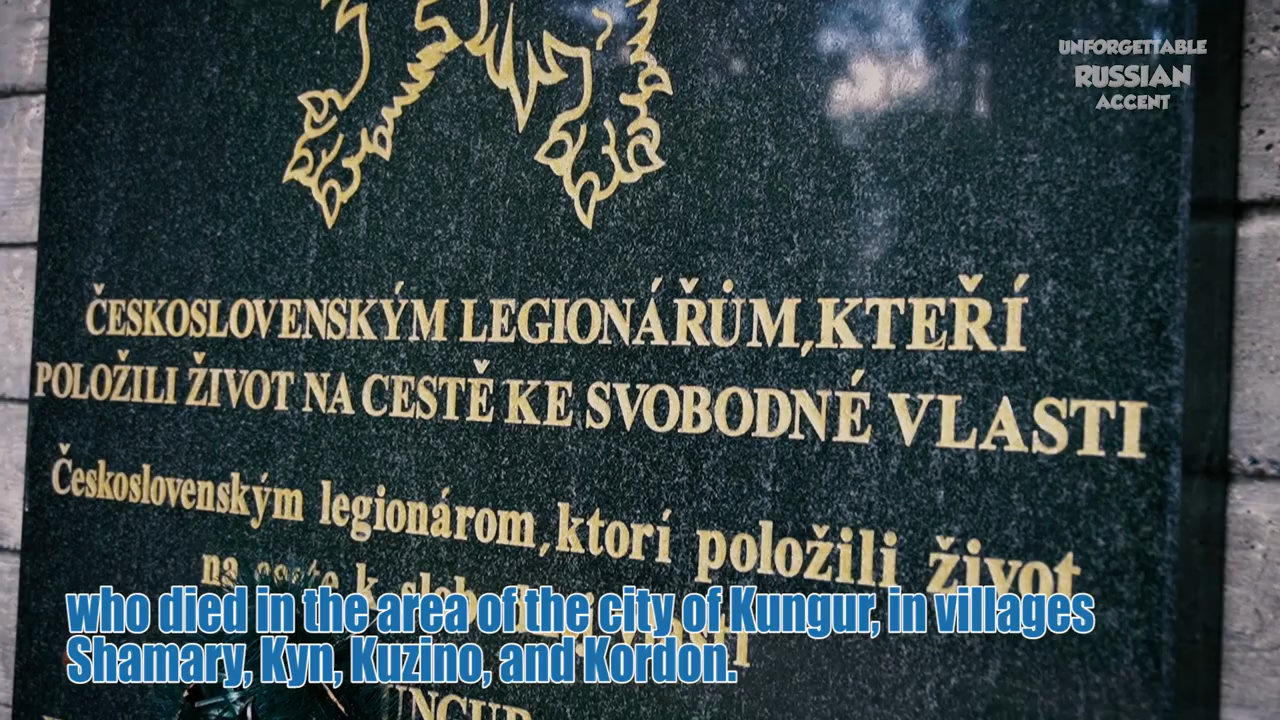 UNFORGETTABLE
RUSSIAN
ACCENT
ČESKOSLOVENSKÝM LEGIONÁŘŮM,KTEŘÍ
POLOŽILI ŽIVOT NA CESTĚ KE SVOBODNÉ VLASTI
Československým legionárom,ktorí položili život
na k
who died in the area of the city of Kungur, in villages
Shamary, Kyn, Kuzino, and Kordon.